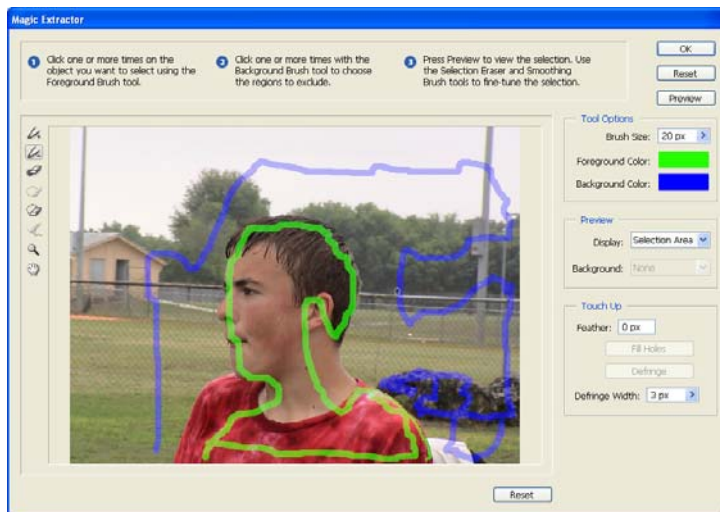 Magic Extractor
1 Click one or more times on the
object you want to select using the
Foreground Brush tool.
2 Click one or more times with the
Background Brush tool to choose
the regions to exclude.
3 Press Preview to view the selection. Use
the Selection Eraser and Smoothing
Brush tools to fine-tune the selection.
OK
Reset
Preview
Tool Options
Brush Size: 20 px
Foreground Color:
Background Color:
Preview
Display: Selection Area
Background: None
Touch Up
Feather: 0 px
Fill Holes
Defringe
Defringe Width: 3 px
Reset